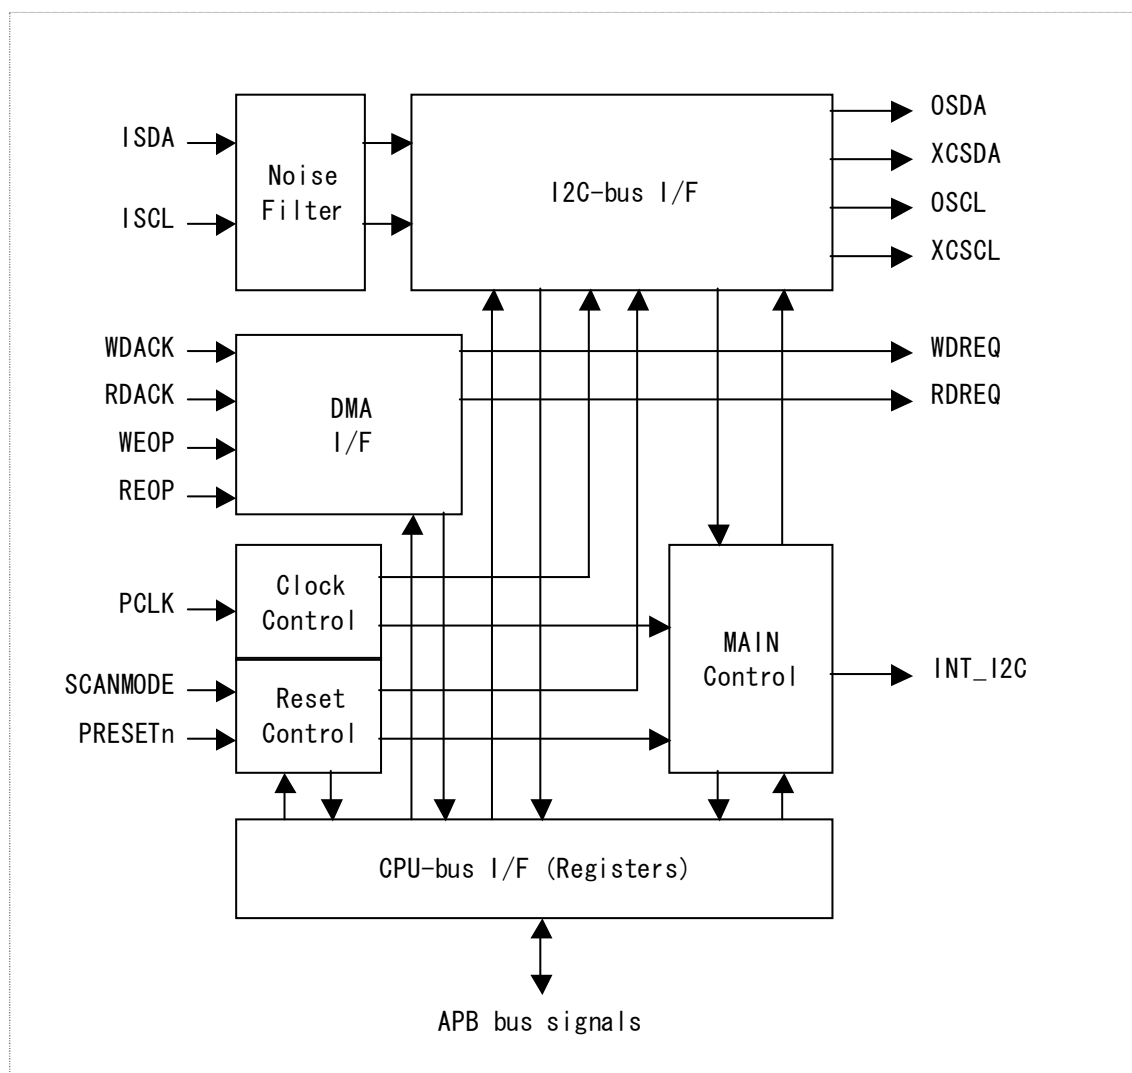 ISDA
ISCL
Noise
Filter
I2C-bus I/F
OSDA
XCSDA
OSCL
XCSCL
WDACK
RDACK
WEOP
REOP
DMA
I/F
WDREQ
RDREQ
PCLK
Clock
Control
SCANMODE
PRESETn
Reset
Control
MAIN
Control
INT_I2C
CPU-bus I/F (Registers)
APB bus signals